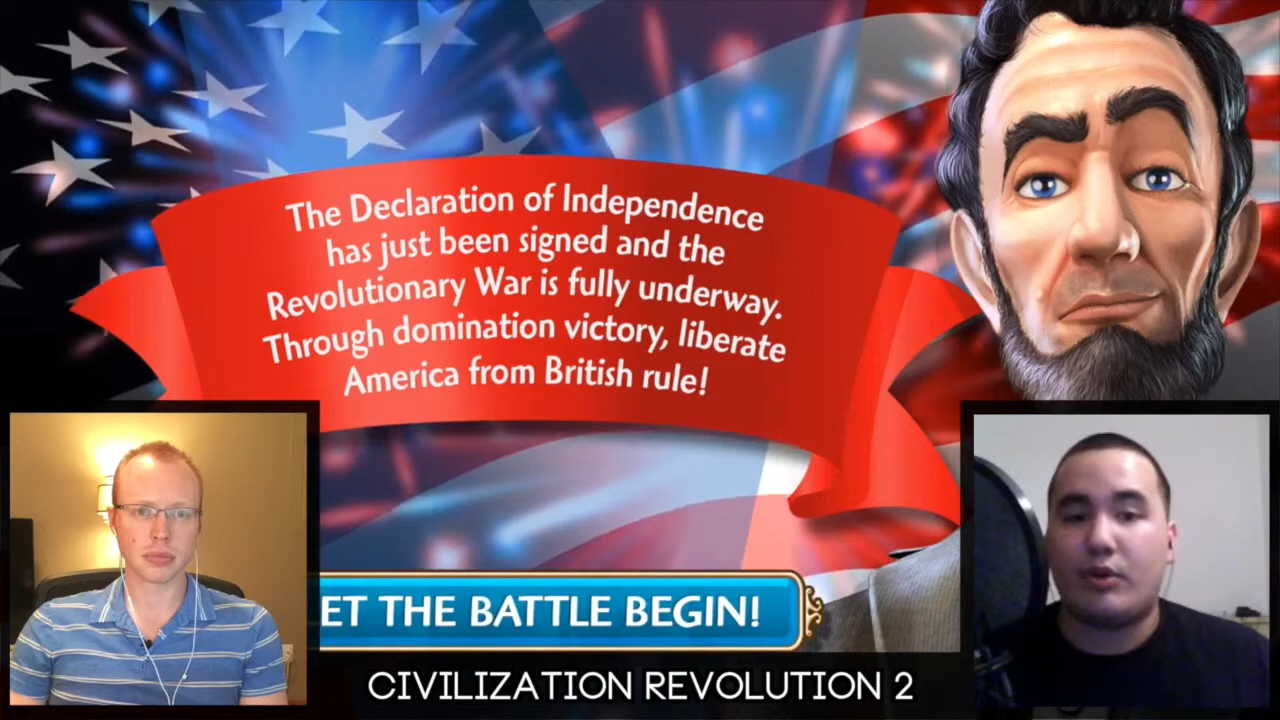 The Declaration of Independence
has just been signed and the
Revolutionary War is fully underway.
Through domination victory, liberate
America from British rule!
ET THE BATTLE BEGIN!
CIVILIZATION REVOLUTION 2